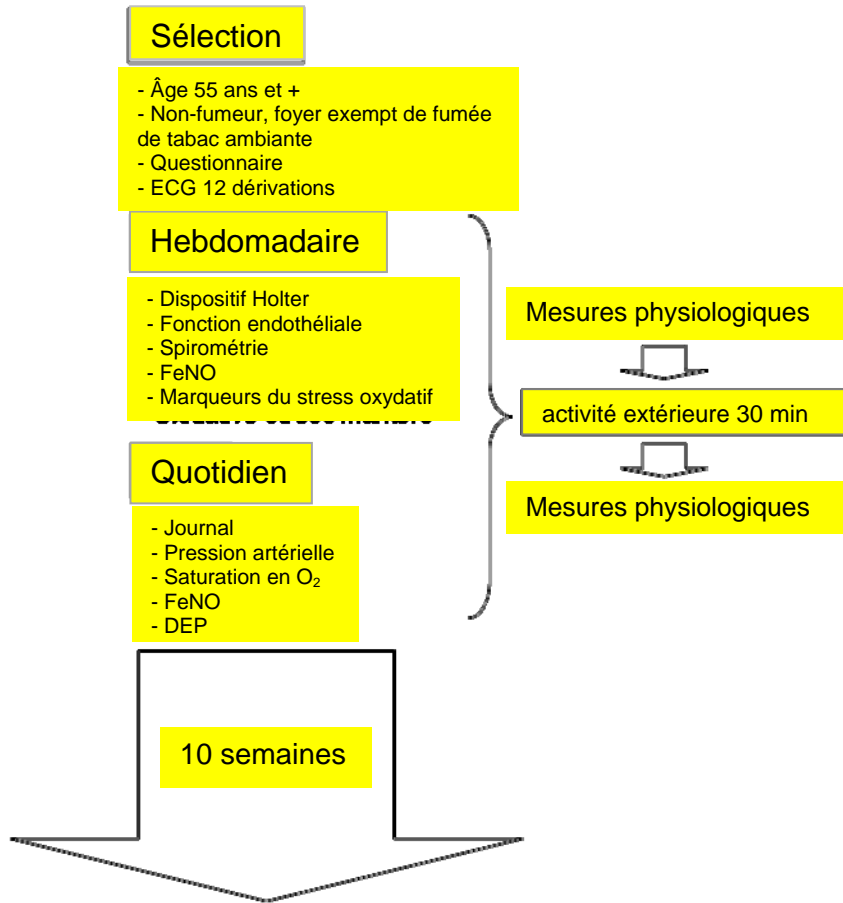 Sélection
- Âge 55 ans et +
- Non-fumeur, foyer exempt de fumée
de tabac ambiante
- Questionnaire
- ECG 12 dérivations
Hebdomadaire
- Dispositif Holter
- Fonction endothéliale
- Spirométrie
- FeNO
- Marqueurs du stress oxydatif
Quotidien
- Journal
- Pression artérielle
- Saturation en O₂
- FeNO
- DEP
10 semaines
Mesures physiologiques
activité extérieure 30 min
Mesures physiologiques